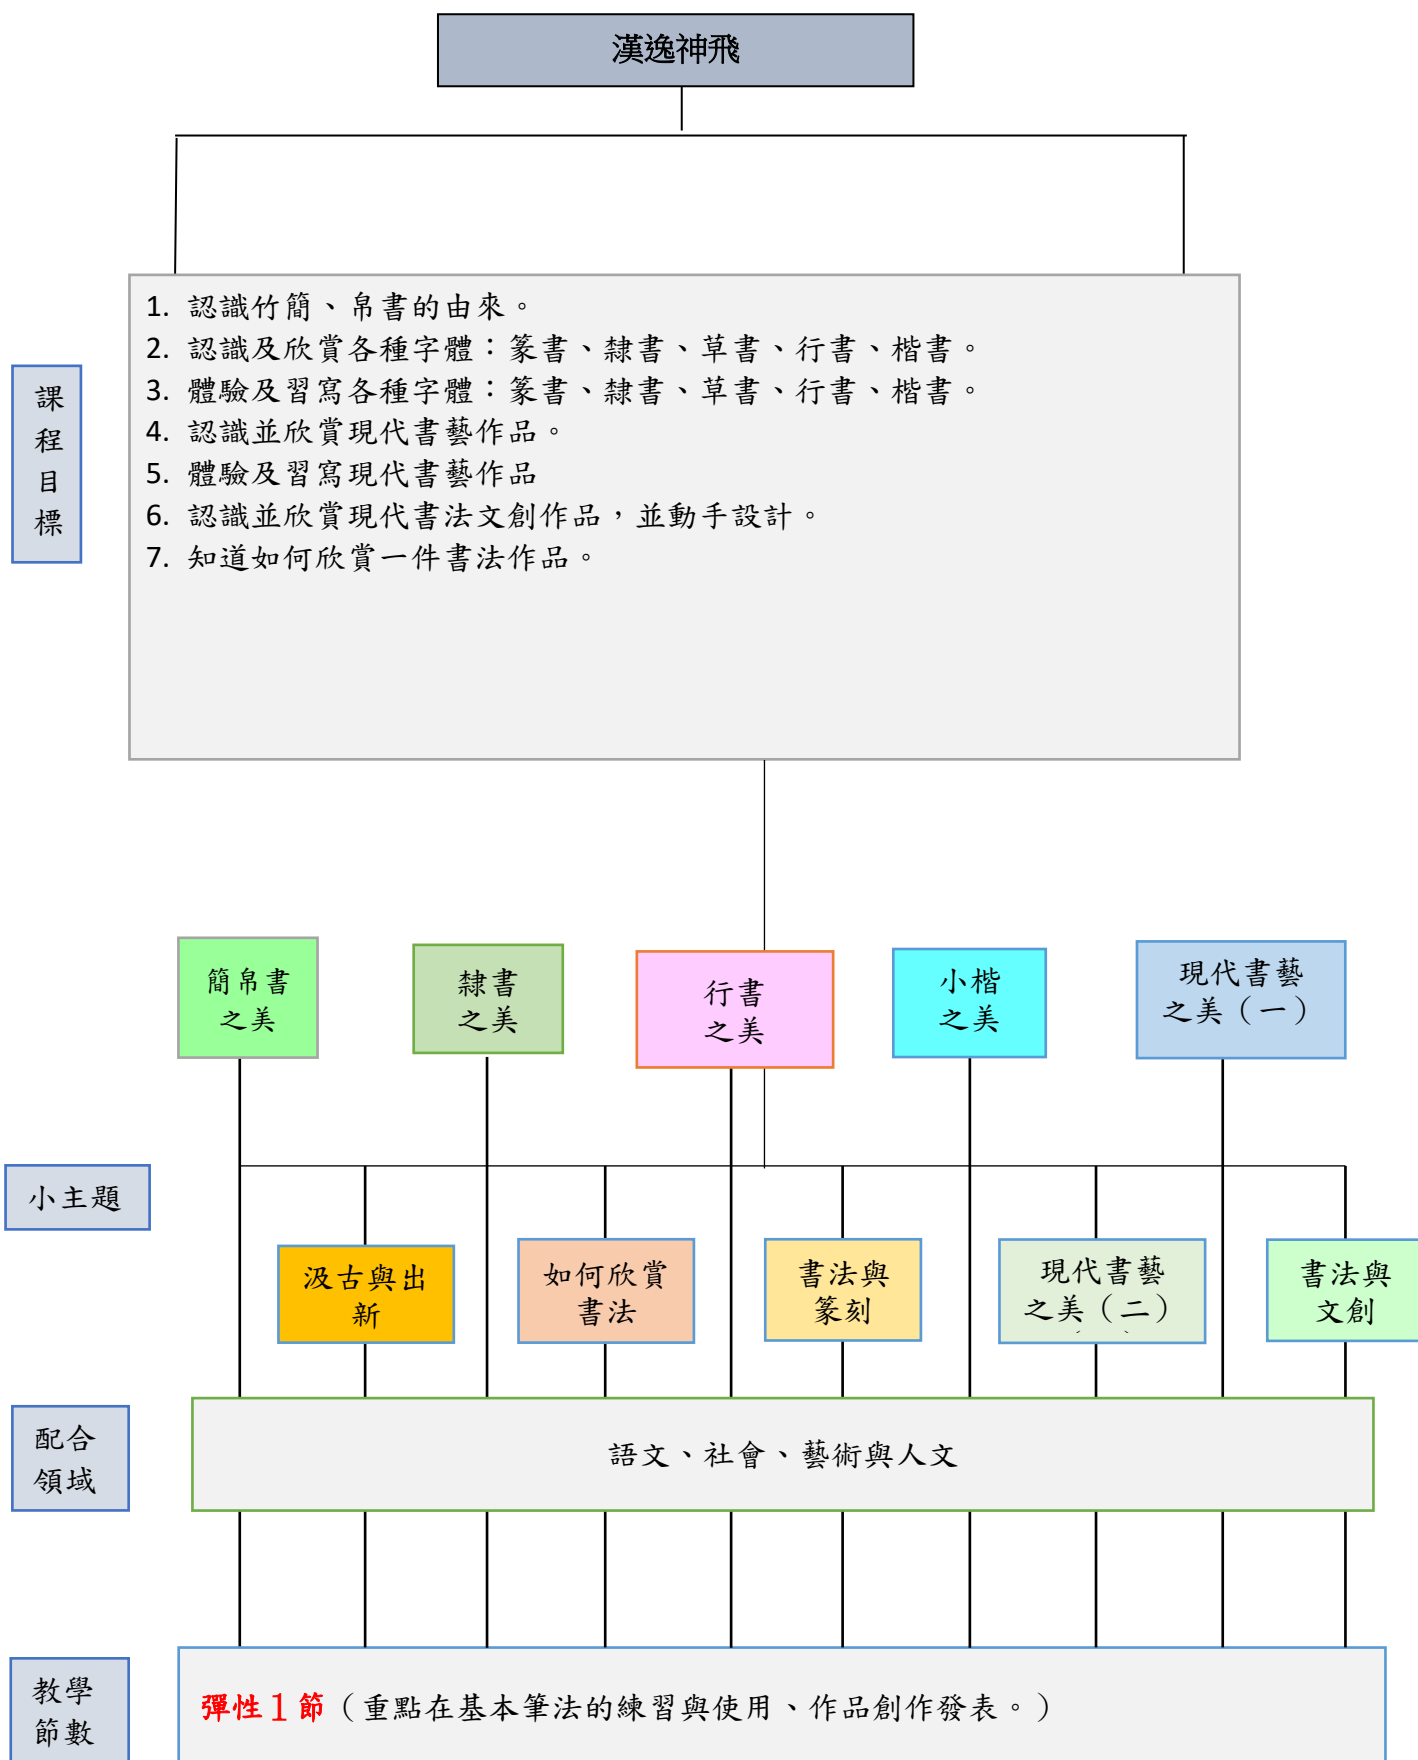 漢逸神飛
課
程
目
標
1. 認識竹簡、帛書的由來。
2. 認識及欣賞各種字體：篆書、隸書、草書、行書、楷書。
3. 體驗及習寫各種字體：篆書、隸書、草書、行書、楷書。
4. 認識並欣賞現代書藝作品。
5. 體驗及習寫現代書藝作品
6. 認識並欣賞現代書法文創作品，並動手設計。
7. 知道如何欣賞一件書法作品。
簡帛書
之美
隸書
之美
行書
之美
小楷
之美
現代書藝
之美（一）
小主題
汲古與出
新
如何欣賞
書法
書法與
篆刻
現代書藝
之美（二）
書法與
文創
配合
領域
語文、社會、藝術與人文
教學
節數
彈性１節（重點在基本筆法的練習與使用、作品創作發表。）